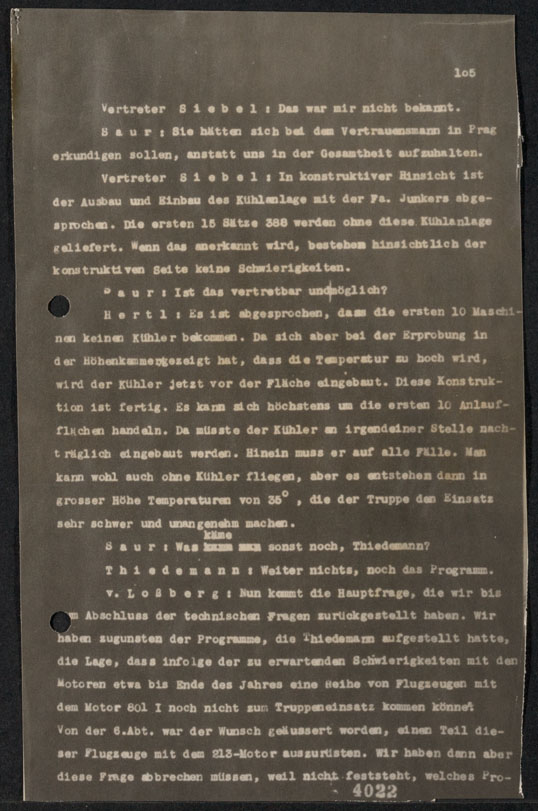 105
Vertreter S i e b e l : Das war mir nicht bekannt.
S a u r : Sie hätten sich bei dem Vertrauensmann in Prag
erkundigen sollen, anstatt uns in der Gesamtheit aufzuhalten.
Vertreter S i e b e l : In konstruktiver Hinsicht ist
der Ausbau und Einbau des Kühlanlage mit der Fa. Junkers abge-
sprochen. Die ersten 15 Sätze 388 werden ohne diese Kühlanlage
geliefert. Wenn das anerkannt wird, bestehen hinsichtlich der
konstruktiven Seite keine Schwierigkeiten.
S a u r : Ist das vertretbar und möglich?
H e r t l : Es ist abgesprochen, dass die ersten 10 Maschi-
nen keinen Kühler bekommen. Da sich aber bei der Erprobung in
der Höhenkammer gezeigt hat, dass die Temperatur zu hoch wird,
wird der Kühler jetzt vor der Fläche eingebaut. Diese Konstruk-
tion ist fertig. Es kann sich höchstens um die ersten 10 Anlauf-
flächen handeln. Da müsste der Kühler an irgendeiner Stelle nach-
träglich eingebaut werden. Hinein muss er auf alle Fälle. Man
kann wohl auch ohne Kühler fliegen, aber es entstehen dann in
grosser Höhe Temperaturen von 35° , die der Truppe den Einsatz
sehr schwer und unangenehm machen.
käme
S a u r : Was kann man sonst noch, Thiedemann?
T h i e d e m a n n : Weiter nichts, noch das Programm.
v. L o ß b e r g : Nun kommt die Hauptfrage, die wir bis
zum Abschluss der technischen Fragen zurückgestellt haben. Wir
haben zugunsten der Programme, die Thiedemann aufgestellt hatte,
die Lage, dass infolge der zu erwartenden Schwierigkeiten mit den
Motoren etwa bis Ende des Jahres eine Reihe von Flugzeugen mit
dem Motor 801 I noch nicht zum Truppeneinsatz kommen könnet
Von der 6.Abt. war der Wunsch geäussert worden, einen Teil die-
ser Flugzeuge mit dem 213-Motor auszurüsten. Wir haben dann aber
diese Frage abbrechen müssen, weil nicht feststeht, welches Pro-
4022